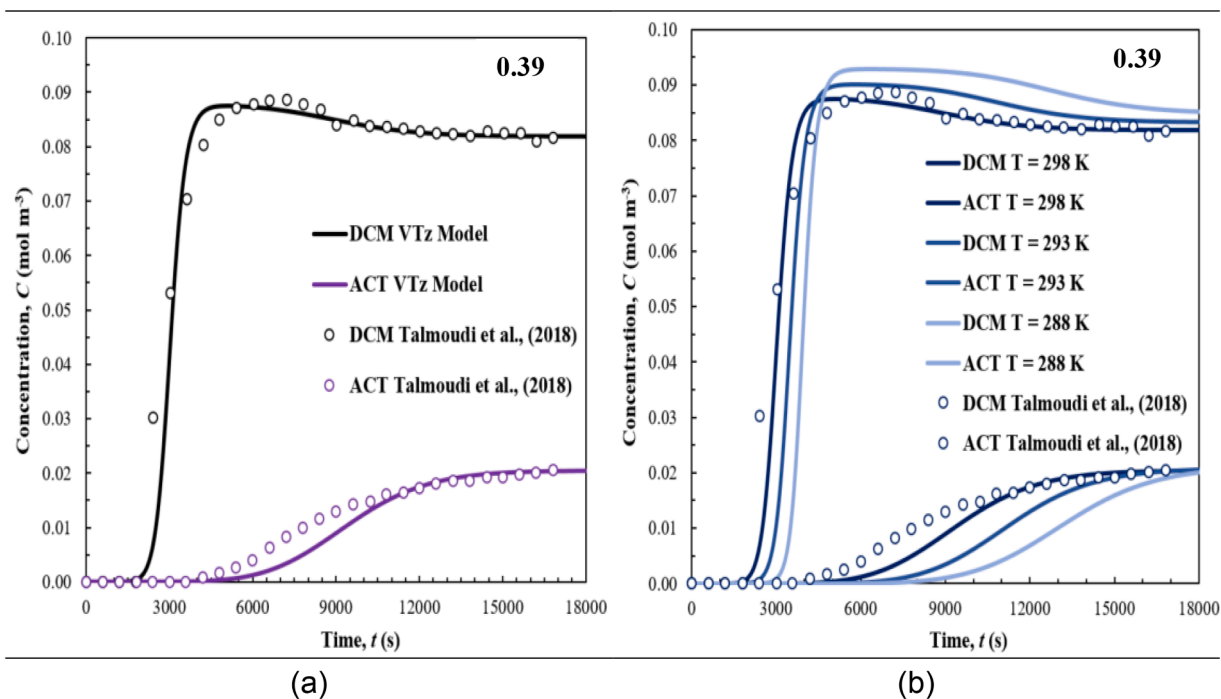 0.39
0.10
0.09
0.08
0.07
0.06
0.05
0.04
0.03
0.02
0.01
0.00
Concentration, C (mol m⁻³)
DCM VTz Model
ACT VTz Model
DCM Talmoudi et al., (2018)
ACT Talmoudi et al., (2018)
0 3000 6000 9000 12000 15000 18000
Time, t (s)
(a)
0.39
0.10
0.09
0.08
0.07
0.06
0.05
0.04
0.03
0.02
0.01
0.00
Concentration, C (mol m⁻³)
DCM T = 298 K
ACT T = 298 K
DCM T = 293 K
ACT T = 293 K
DCM T = 288 K
ACT T = 288 K
DCM Talmoudi et al., (2018)
ACT Talmoudi et al., (2018)
0 3000 6000 9000 12000 15000 18000
Time, t (s)
(b)